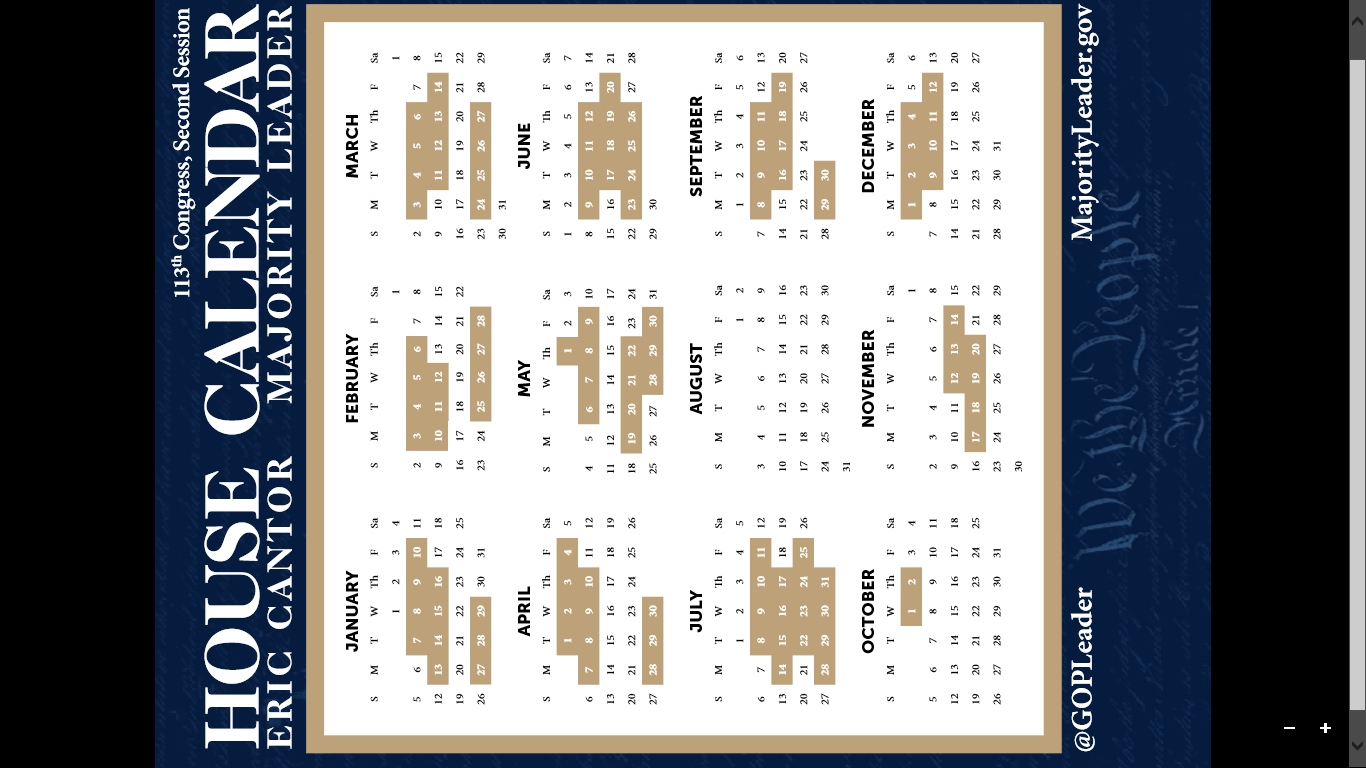 113th Congress, Second Session
HOUSE CALENDAR
ERIC CANTOR MAJORITY LEADER
JANUARY
S M T W Th F Sa
1 2 3 4
5 6 7 8 9 10 11
12 13 14 15 16 17 18
19 20 21 22 23 24 25
26 27 28 29 30 31
FEBRUARY
S M T W Th F Sa
1
2 3 4 5 6 7 8
9 10 11 12 13 14 15
16 17 18 19 20 21 22
23 24 25 26 27 28
MARCH
S M T W Th F Sa
1
2 3 4 5 6 7 8
9 10 11 12 13 14 15
16 17 18 19 20 21 22
23 24 25 26 27 28 29
30 31
APRIL
S M T W Th F Sa
1 2 3 4 5
6 7 8 9 10 11 12
13 14 15 16 17 18 19
20 21 22 23 24 25 26
27 28 29 30
MAY
S M T W Th F Sa
1 2 3
4 5 6 7 8 9 10
11 12 13 14 15 16 17
18 19 20 21 22 23 24
25 26 27 28 29 30 31
JUNE
S M T W Th F Sa
1 2 3 4 5 6 7
8 9 10 11 12 13 14
15 16 17 18 19 20 21
22 23 24 25 26 27 28
29 30
JULY
S M T W Th F Sa
1 2 3 4 5
6 7 8 9 10 11 12
13 14 15 16 17 18 19
20 21 22 23 24 25 26
27 28 29 30 31
AUGUST
S M T W Th F Sa
1 2
3 4 5 6 7 8 9
10 11 12 13 14 15 16
17 18 19 20 21 22 23
24 25 26 27 28 29 30
31
SEPTEMBER
S M T W Th F Sa
1 2 3 4 5 6
7 8 9 10 11 12 13
14 15 16 17 18 19 20
21 22 23 24 25 26 27
28 29 30
OCTOBER
S M T W Th F Sa
1 2 3 4
5 6 7 8 9 10 11
12 13 14 15 16 17 18
19 20 21 22 23 24 25
26 27 28 29 30 31
NOVEMBER
S M T W Th F Sa
1
2 3 4 5 6 7 8
9 10 11 12 13 14 15
16 17 18 19 20 21 22
23 24 25 26 27 28 29
30
DECEMBER
S M T W Th F Sa
1 2 3 4 5 6
7 8 9 10 11 12 13
14 15 16 17 18 19 20
21 22 23 24 25 26 27
28 29 30 31
@GOPLeader MajorityLeader.gov
We the People